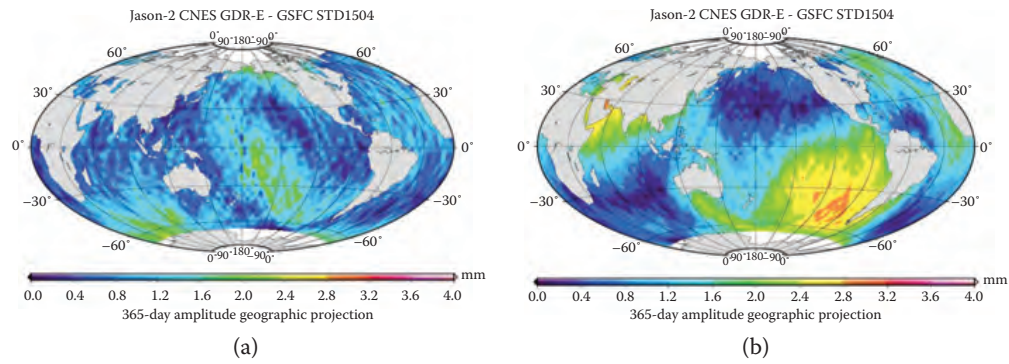 Jason-2 CNES GDR-E - GSFC STD1504
0˚
90˚ 180 −90˚
0˚
60˚
60˚
30˚
30˚
0˚
0˚
−30˚
−30˚
−60˚
−60˚
0˚
90˚ 180˚ −90˚
0˚
mm
0.0 0.4 1.2 1.6 2.0 2.4 2.8 3.2 3.6 4.0
365-day amplitude geographic projection
(a)
Jason-2 CNES GDR-E - GSFC STD1504
0˚
90˚ 180˚ −90˚
0˚
60˚
60˚
30˚
30˚
0˚
0˚
−30˚
−30˚
−60˚
−60˚
0˚
90˚ 180˚ −90˚
0˚
mm
0.0 0.4 0.8 1.2 1.6 2.0 2.4 2.8 3.2 3.6 4.0
365-day amplitude geographic projection
(b)